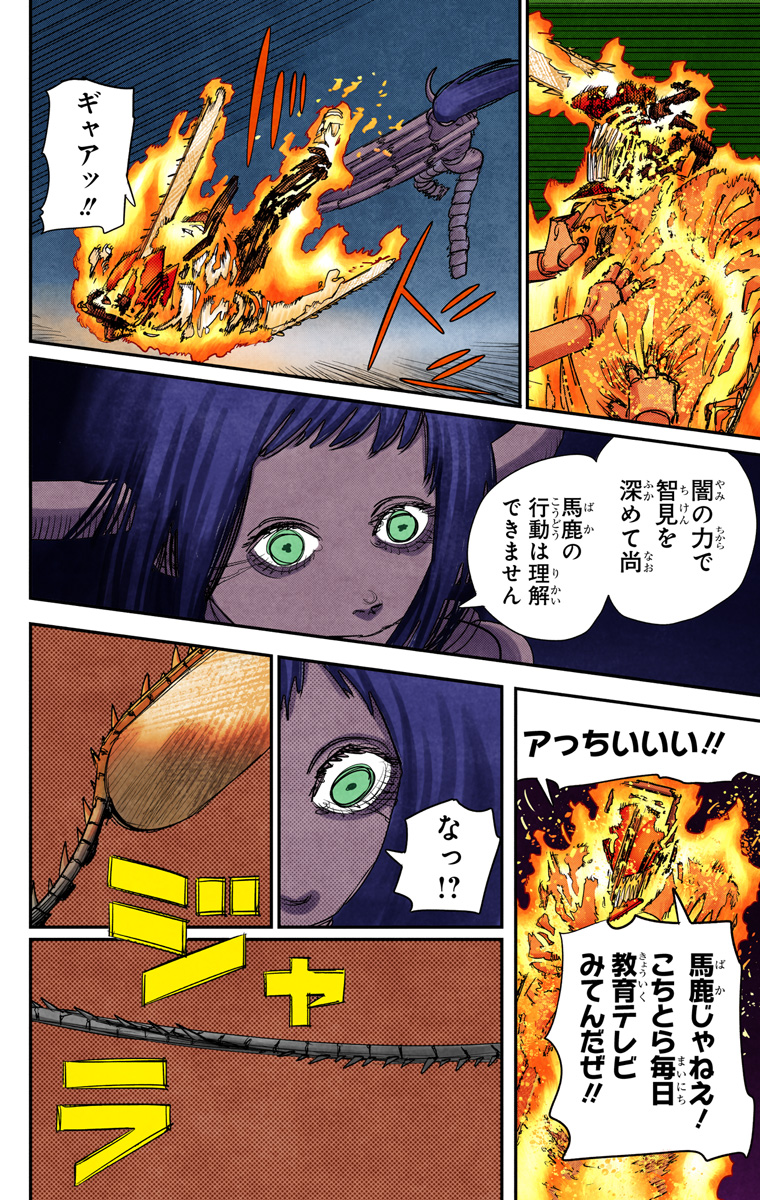 ギャアッ!!
ドッ
闇の力で
智見を
深めて尚
馬鹿の
行動は理解
できません
アっちいいい!!
馬鹿じゃねえ!
こちとら毎日
教育テレビ
みてんだぜ!!
なっ
!?
ジャ
ラ